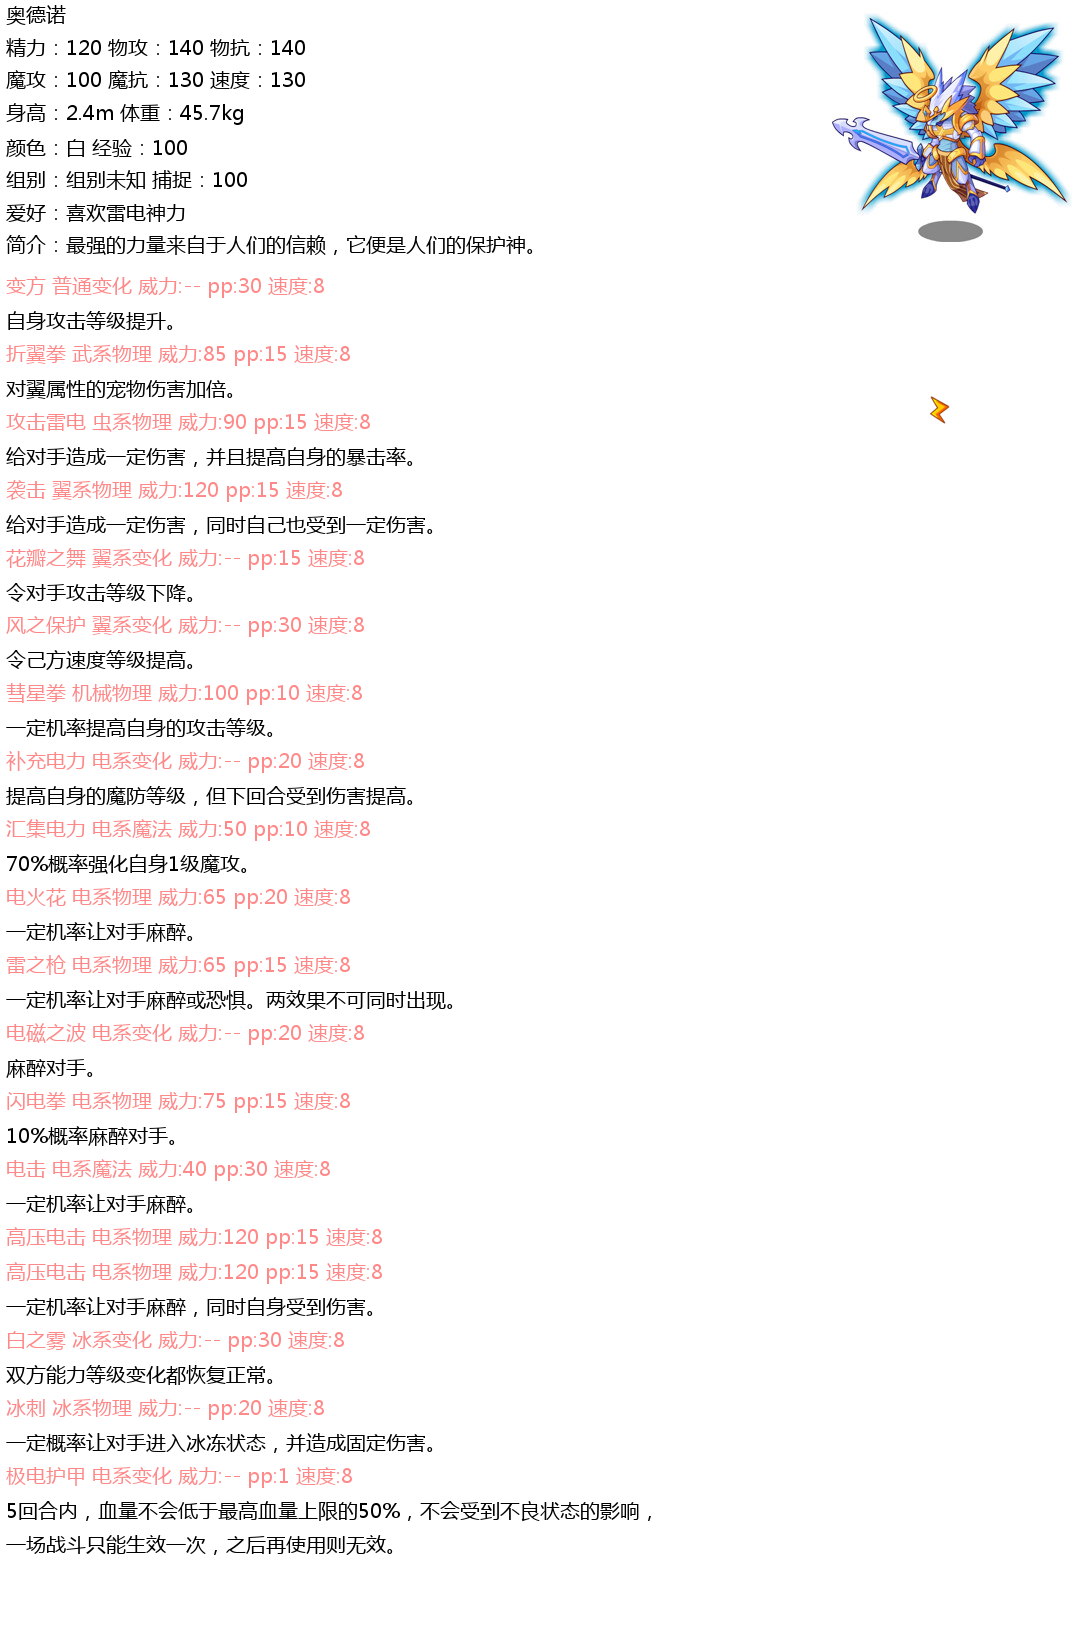 奥德诺
精力：120 物攻：140 物抗：140
魔攻：100 魔抗：130 速度：130
身高：2.4m 体重：45.7kg
颜色：白 经验：100
组别：组别未知 捕捉：100
爱好：喜欢雷电神力
简介：最强的力量来自于人们的信赖，它便是人们的保护神。
变方 普通变化 威力:-- pp:30 速度:8
自身攻击等级提升。
折翼拳 武系物理 威力:85 pp:15 速度:8
对翼属性的宠物伤害加倍。
攻击雷电 虫系物理 威力:90 pp:15 速度:8
给对手造成一定伤害，并且提高自身的暴击率。
袭击 翼系物理 威力:120 pp:15 速度:8
给对手造成一定伤害，同时自己也受到一定伤害。
花瓣之舞 翼系变化 威力:-- pp:15 速度:8
令对手攻击等级下降。
风之保护 翼系变化 威力:-- pp:30 速度:8
令己方速度等级提高。
彗星拳 机械物理 威力:100 pp:10 速度:8
一定机率提高自身的攻击等级。
补充电力 电系变化 威力:-- pp:20 速度:8
提高自身的魔防等级，但下回合受到伤害提高。
汇集电力 电系魔法 威力:50 pp:10 速度:8
70%概率强化自身1级魔攻。
电火花 电系物理 威力:65 pp:20 速度:8
一定机率让对手麻醉。
雷之枪 电系物理 威力:65 pp:15 速度:8
一定机率让对手麻醉或恐惧。两效果不可同时出现。
电磁之波 电系变化 威力:-- pp:20 速度:8
麻醉对手。
闪电拳 电系物理 威力:75 pp:15 速度:8
10%概率麻醉对手。
电击 电系魔法 威力:40 pp:30 速度:8
一定机率让对手麻醉。
高压电击 电系物理 威力:120 pp:15 速度:8
高压电击 电系物理 威力:120 pp:15 速度:8
一定机率让对手麻醉，同时自身受到伤害。
白之雾 冰系变化 威力:-- pp:30 速度:8
双方能力等级变化都恢复正常。
冰刺 冰系物理 威力:-- pp:20 速度:8
一定概率让对手进入冰冻状态，并造成固定伤害。
极电护甲 电系变化 威力:-- pp:1 速度:8
5回合内，血量不会低于最高血量上限的50%，不会受到不良状态的影响，
一场战斗只能生效一次，之后再使用则无效。